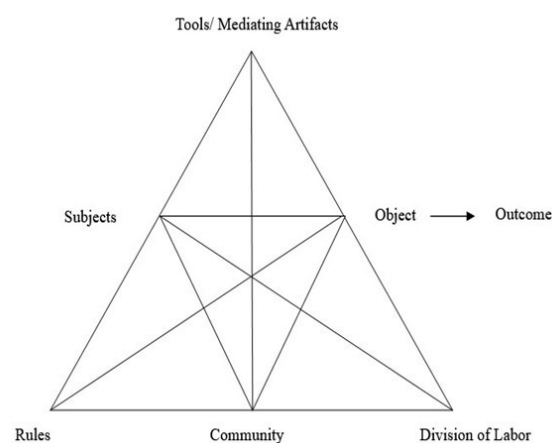 Tools/ Mediating Artifacts
Subjects
Object
Outcome
Rules
Community
Division of Labor